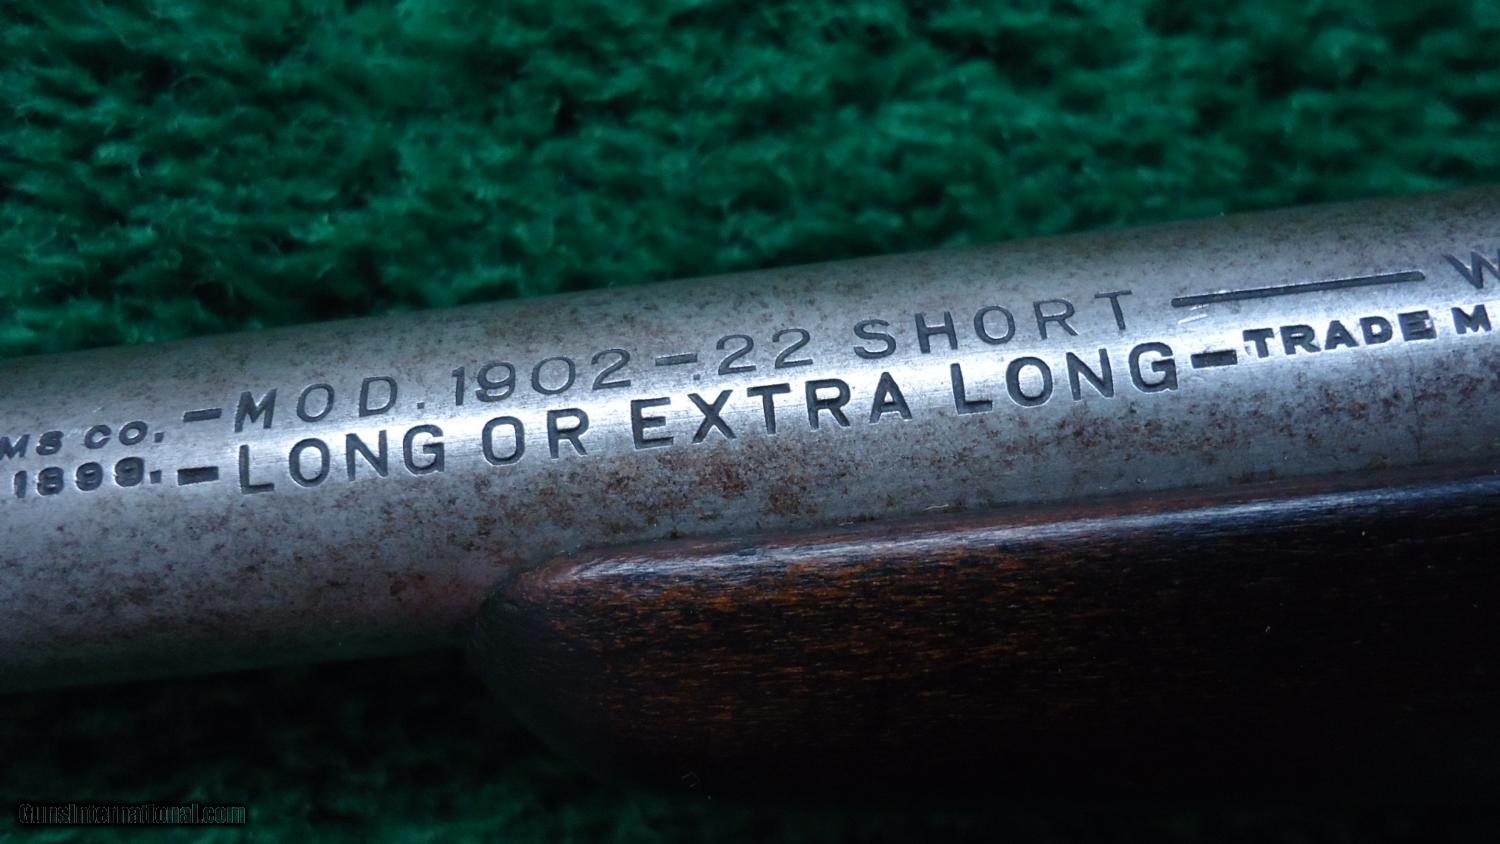 MS CO. -MOD. 1902-.22 SHORT —— W
1899.-LONG OR EXTRA LONG-TRADE M
GunsInternational.com